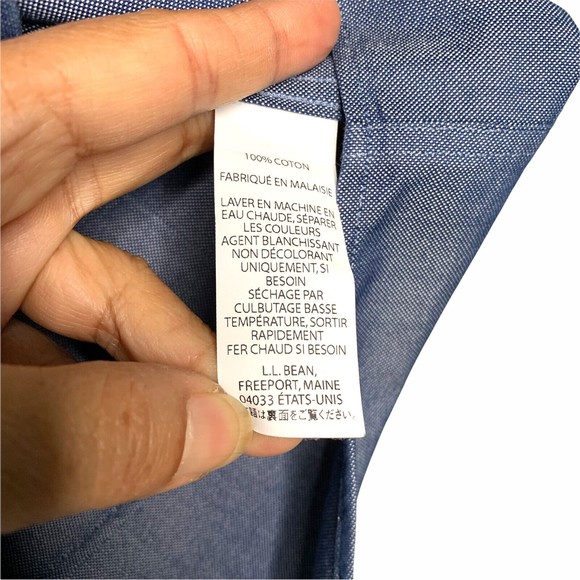 100% COTON
FABRIQUÉ EN MALAISIE
LAVER EN MACHINE EN
EAU CHAUDE, SÉPARER
LES COULEURS
AGENT BLANCHISSANT
NON DÉCOLORANT
UNIQUEMENT, SI
BESOIN
SÉCHAGE PAR
CULBUTAGE BASSE
TEMPÉRATURE, SORTIR
RAPIDEMENT
FER CHAUD SI BESOIN
L.L. BEAN,
FREEPORT, MAINE
04033 ÉTATS-UNIS
は裏面をご覧ください。